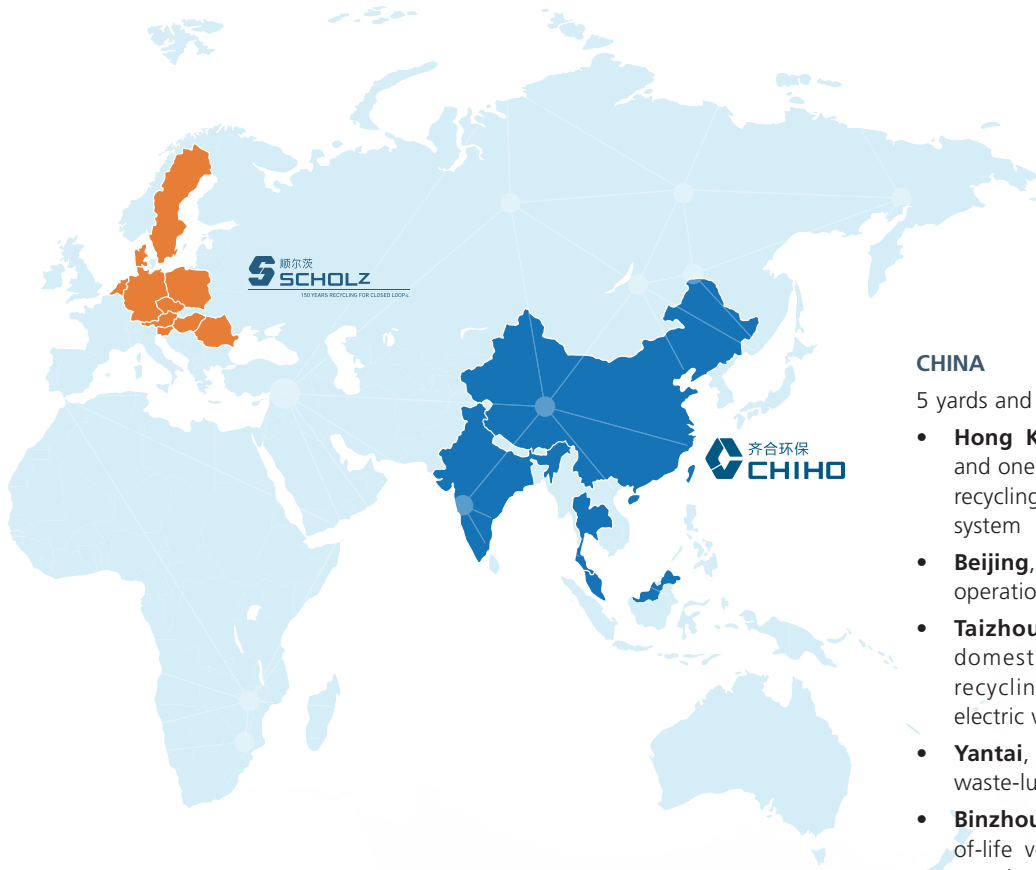 顺尔茨
SCHOLZ
150 YEARS RECYCLING FOR CLOSED LOOPs.
齐合环保
CHIHO
CHINA
5 yards and
• Hong K
and one
recycling
system
• Beijing,
operatio
• Taizhou
domest
recyclin
electric v
• Yantai,
waste-lu
• Binzhou
of-life v